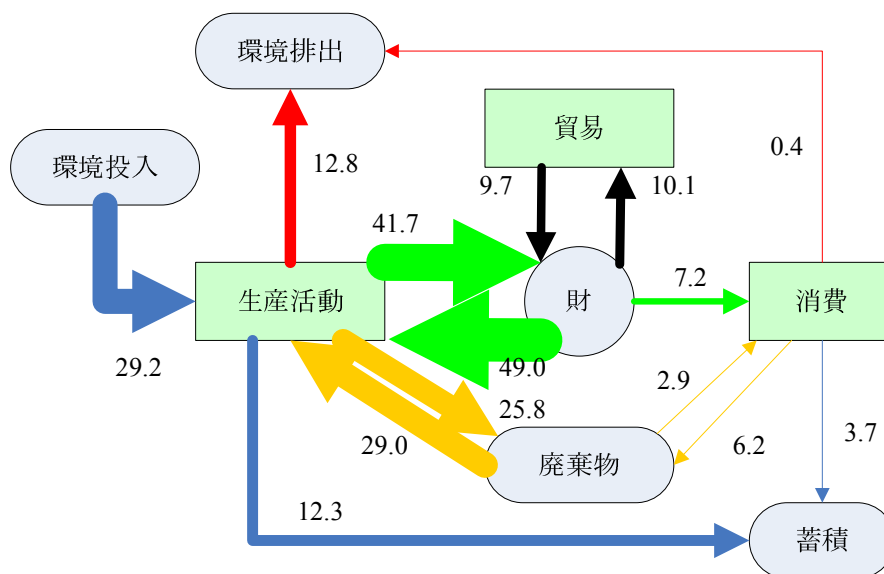 環境排出
貿易
0.4
環境投入
12.8
9.7
10.1
41.7
7.2
生産活動
財
消費
29.2
49.0
2.9
25.8
29.0
6.2
3.7
廃棄物
12.3
蓄積